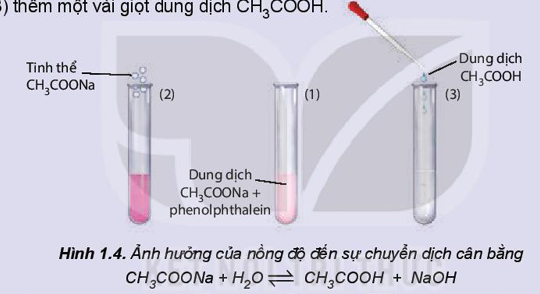 ) thêm một vài giọt dung dịch CH₃COOH.
Tinh thể
CH₃COONa
(2)
(1)
Dung dịch
CH₃COOH
(3)
Dung dịch
CH₃COONa +
phenolphthalein
Hình 1.4. Ảnh hưởng của nồng độ đến sự chuyển dịch cân bằng
CH₃COONa + H₂O ⇌ CH₃COOH + NaOH